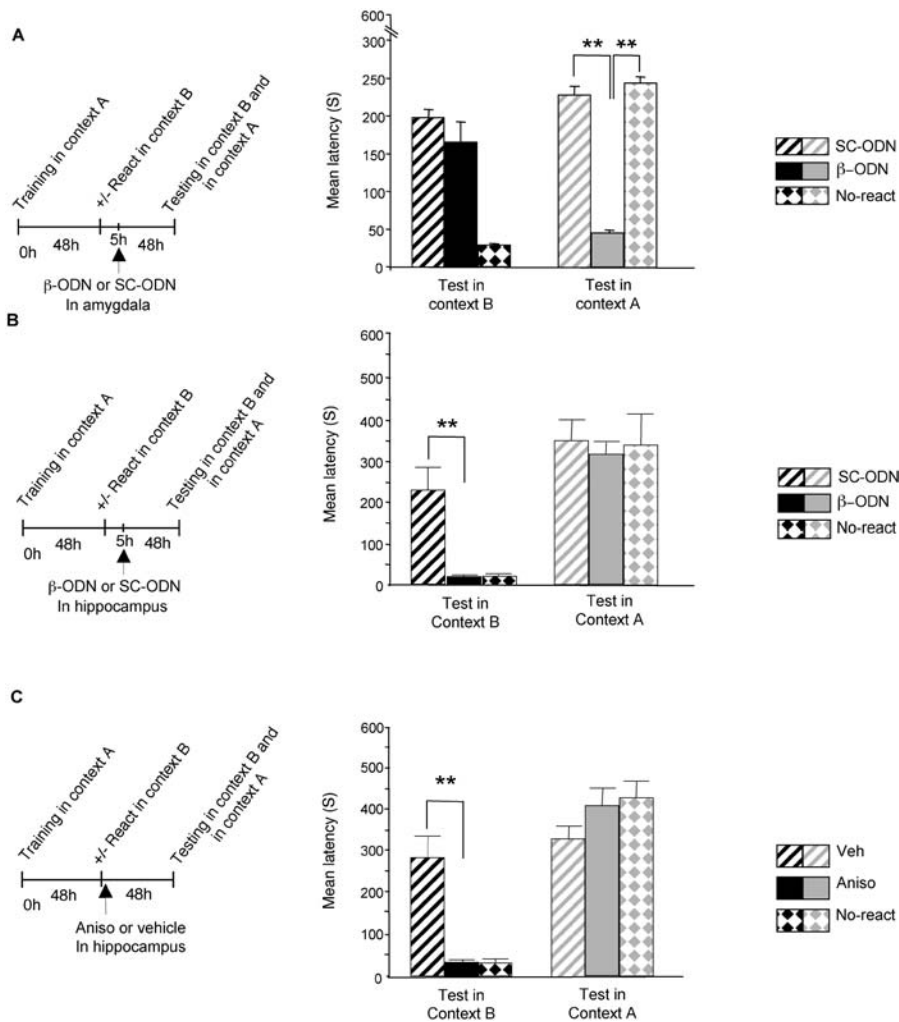 A
Training in context A
+/- React in context B
Testing in context B and
in context A
0h
48h
5h
48h
β-ODN or SC-ODN
In amygdala
Mean latency (S)
600
300
250
200
150
100
50
0
**
**
Test in
context B
Test in
context A
SC-ODN
β–ODN
No-react
B
Training in context A
+/- React in context B
Testing in context B and
in context A
0h
48h
5h
48h
β-ODN or SC-ODN
In hippocampus
Mean latency (S)
600
500
400
300
200
100
0
**
Test in
Context B
Test in
Context A
SC-ODN
β–ODN
No-react
C
Training in context A
+/- React in context B
Testing in context B and
in context A
0h
48h
48h
Aniso or vehicle
In hippocampus
Mean latency (S)
600
500
400
300
200
100
0
**
Test in
Context B
Test in
Context A
Veh
Aniso
No-react